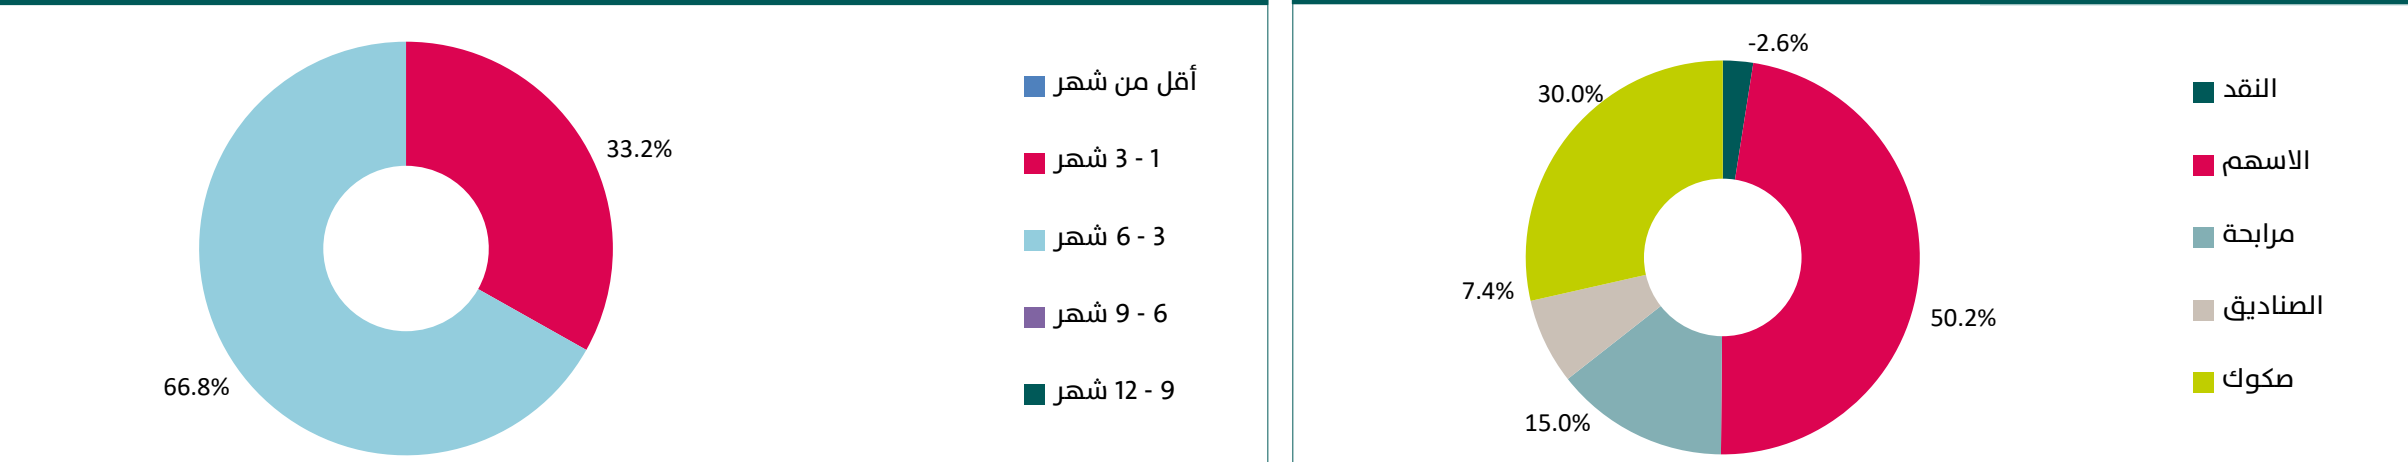 -2.6%
30.0%
7.4%
15.0%
50.2%
النقد
الاسهم
مرابحة
الصناديق
صكوك
33.2%
66.8%
أقل من شهر
1 - 3 شهر
3 - 6 شهر
6 - 9 شهر
9 - 12 شهر